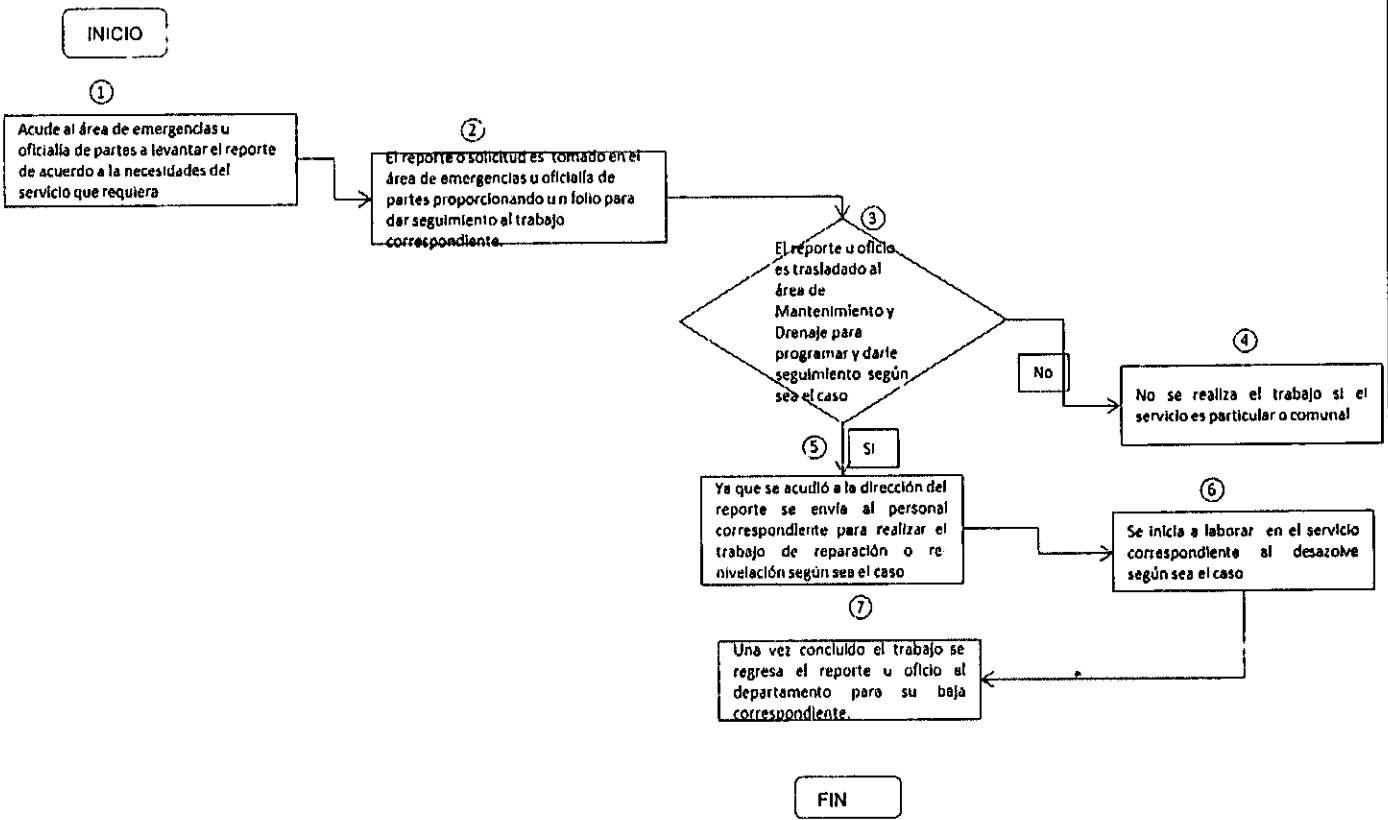 INICIO
①
Acude al área de emergencias u
oficialía de partes a levantar el reporte
de acuerdo a la necesidades del
servicio que requiera
②
El reporte o solicitud es tomado en el
área de emergencias u oficialía de
partes proporcionando un folio para
dar seguimiento al trabajo
correspondiente.
③
El reporte u oficio
es trasladado al
área de
Mantenimiento y
Drenaje para
programar y darle
seguimiento según
sea el caso
No
④
No se realiza el trabajo si el
servicio es particular o comunal
⑤
SI
Ya que se acudió a la dirección del
reporte se envía al personal
correspondiente para realizar el
trabajo de reparación o re-
nivelación según sea el caso
⑥
Se inicia a laborar en el servicio
correspondiente al desazolve
según sea el caso
⑦
Una vez concluido el trabajo se
regresa el reporte u oficio al
departamento para su baja
correspondiente.
FIN